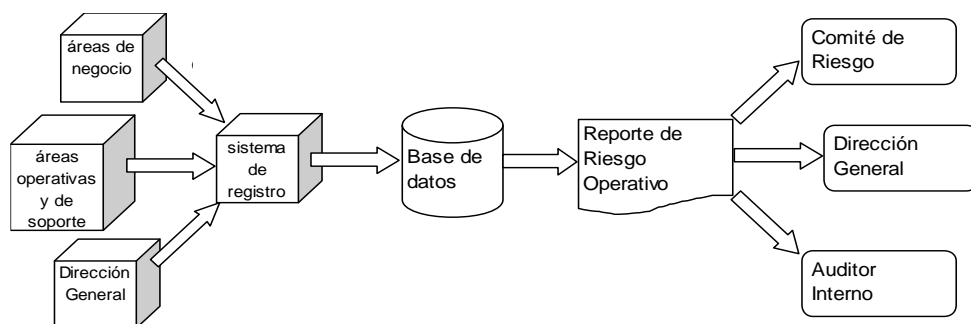 áreas de
negocio
áreas
operativas
y de
soporte
Dirección
General
sistema
de
registro
Base de
datos
Reporte de
Riesgo
Operativo
Comité de
Riesgo
Dirección
General
Auditor
Interno